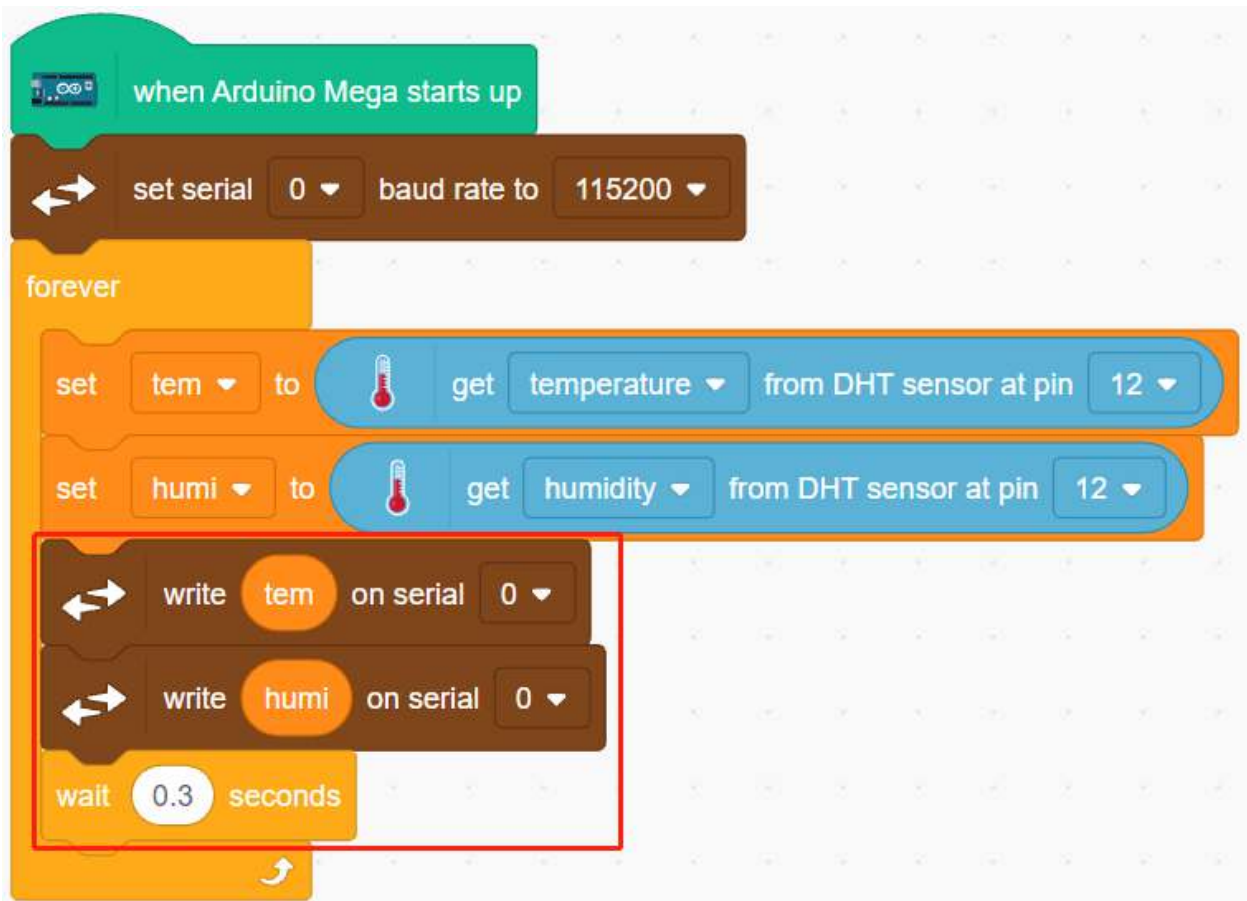 when Arduino Mega starts up
set serial 0 baud rate to 115200
forever
set tem to get temperature from DHT sensor at pin 12
set humi to get humidity from DHT sensor at pin 12
write tem on serial 0
write humi on serial 0
wait 0.3 seconds